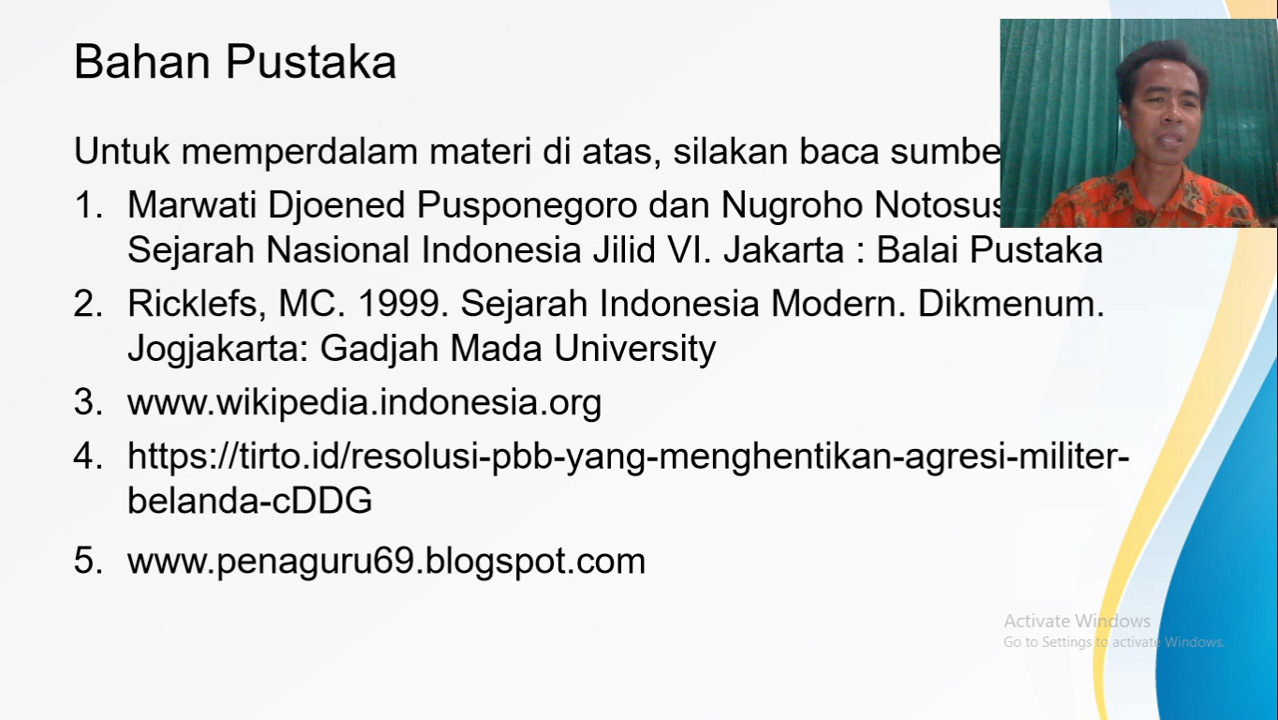 Bahan Pustaka
Untuk memperdalam materi di atas, silakan baca
1. Marwati Djoened Pusponegoro dan Nugroho
Sejarah Nasional Indonesia Jilid VI. Jakarta : Balai Pustaka
2. Ricklefs, MC. 1999. Sejarah Indonesia Modern. Dikmenum.
Jogjakarta: Gadjah Mada University
3. www.wikipedia.indonesia.org
4. https://tirto.id/resolusi-pbb-yang-menghentikan-agresi-militer-
belanda-cDDG
5. www.penaguru69.blogspot.com
Activate Windows
Go to Settings to activate Windows.